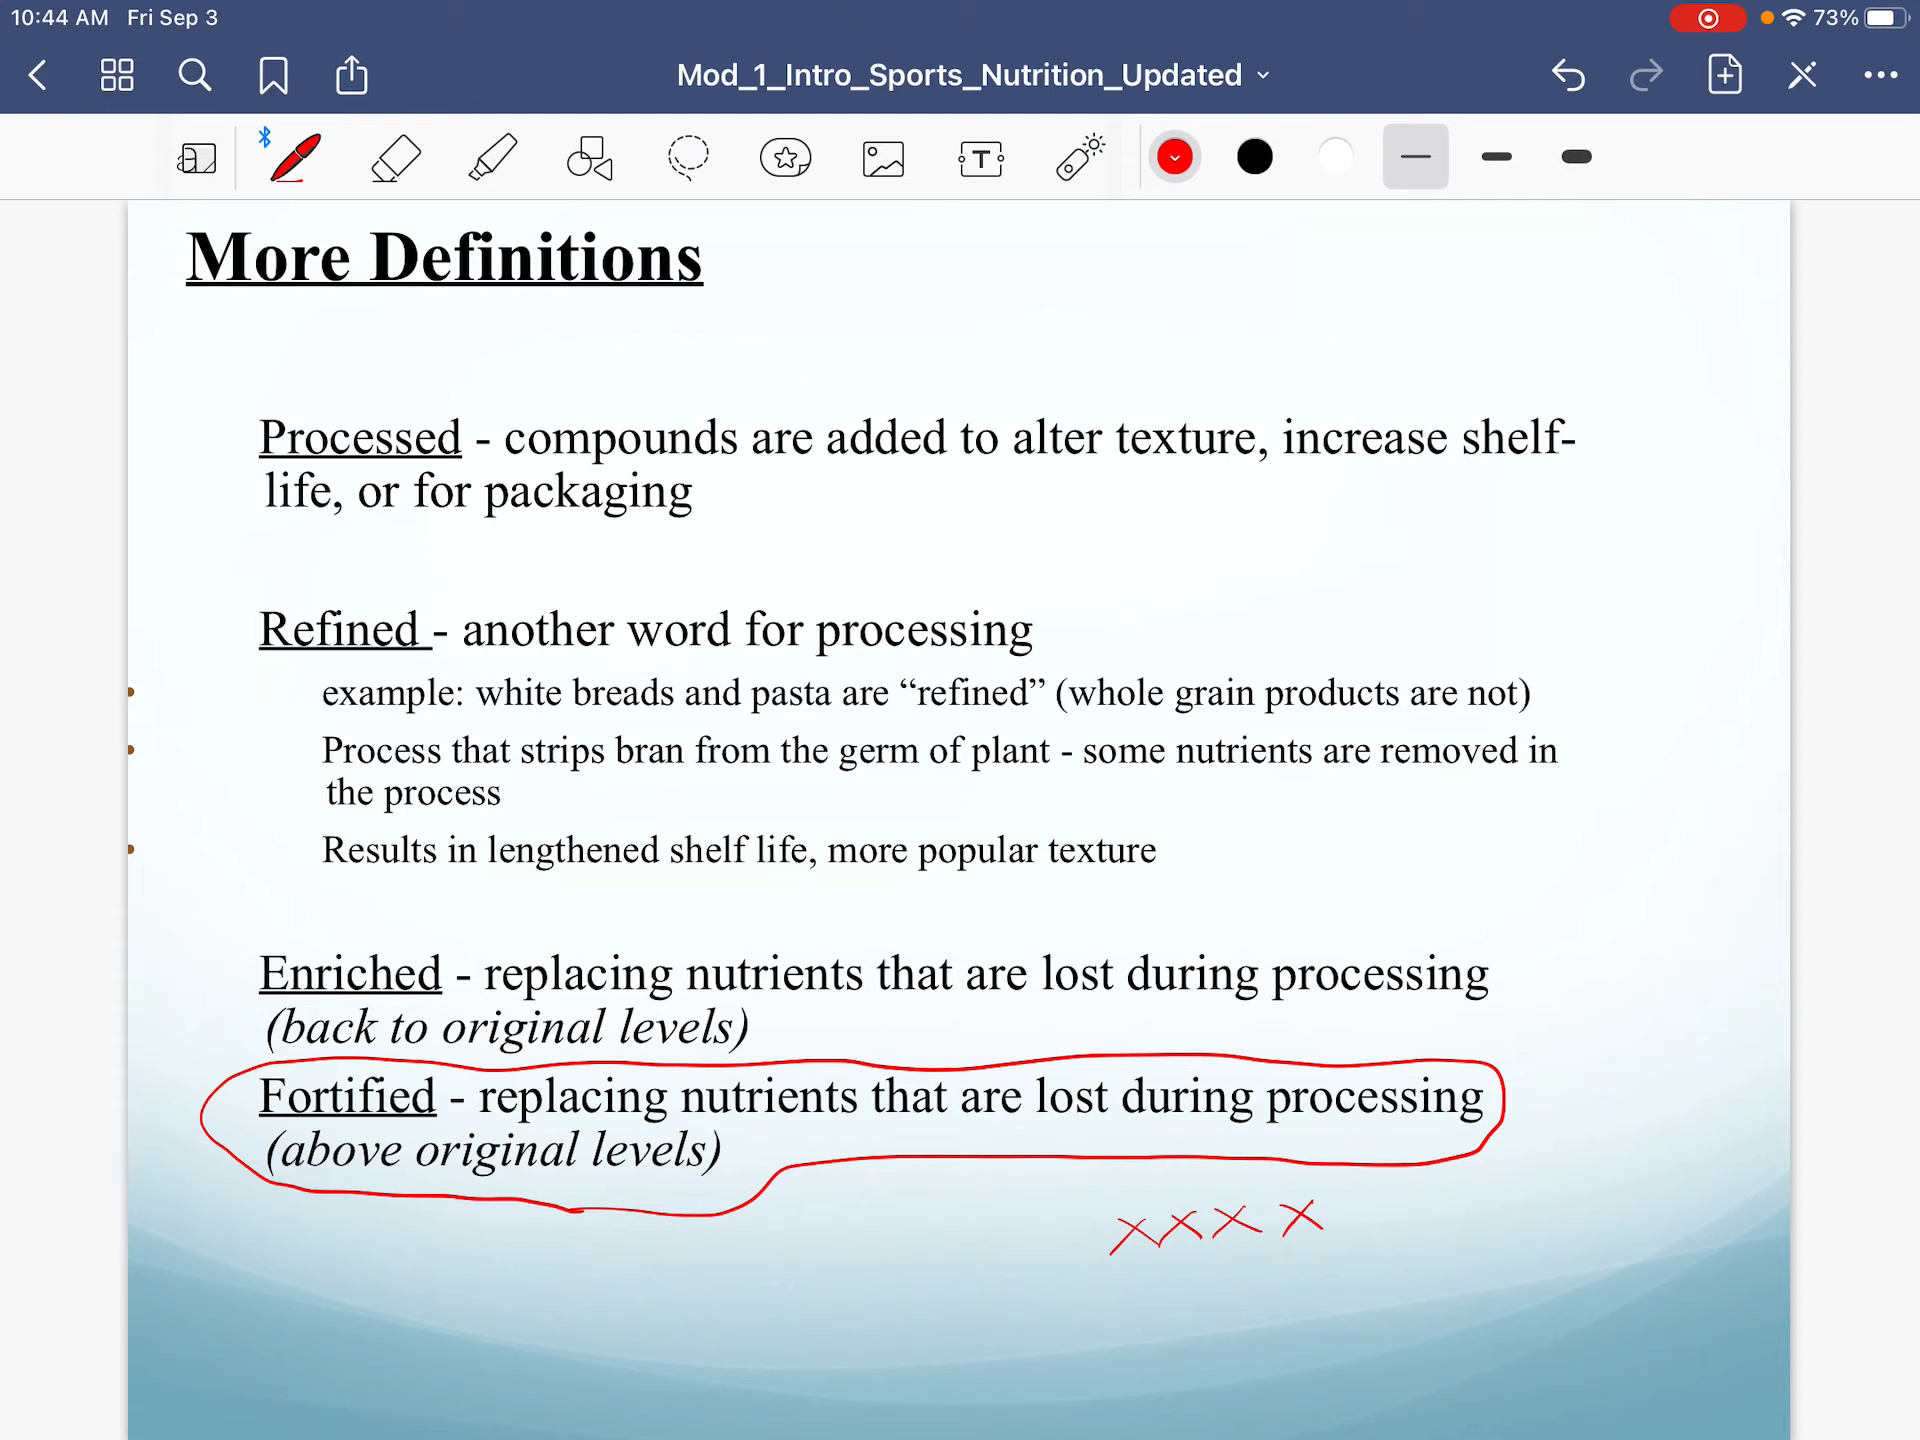 10:44 AM Fri Sep 3
73%
Mod_1_Intro_Sports_Nutrition_Updated
More Definitions
Processed - compounds are added to alter texture, increase shelf-
life, or for packaging
Refined - another word for processing
• example: white breads and pasta are “refined” (whole grain products are not)
• Process that strips bran from the germ of plant - some nutrients are removed in
the process
• Results in lengthened shelf life, more popular texture
Enriched - replacing nutrients that are lost during processing
(back to original levels)
Fortified - replacing nutrients that are lost during processing
(above original levels)
xxxx